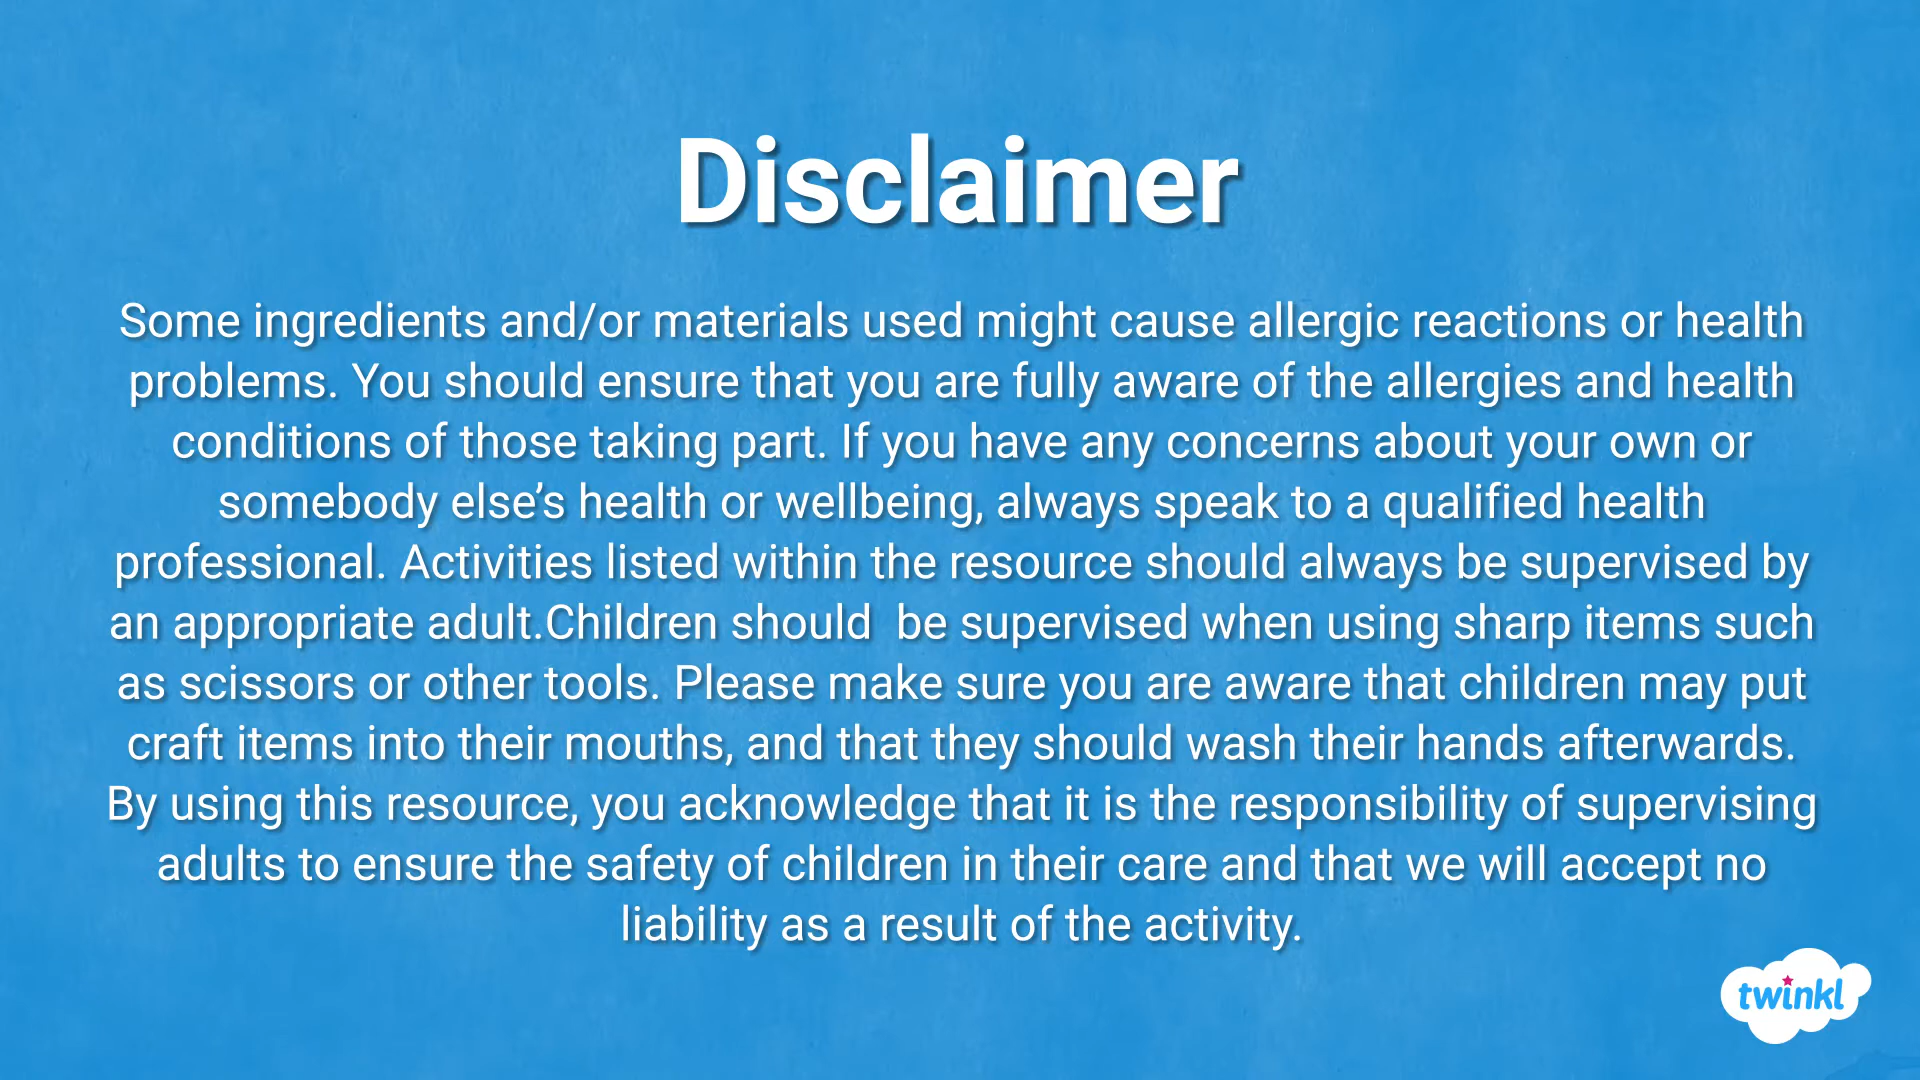 Disclaimer
Some ingredients and/or materials used might cause allergic reactions or health
problems. You should ensure that you are fully aware of the allergies and health
conditions of those taking part. If you have any concerns about your own or
somebody else’s health or wellbeing, always speak to a qualified health
professional. Activities listed within the resource should always be supervised by
an appropriate adult.Children should  be supervised when using sharp items such
as scissors or other tools. Please make sure you are aware that children may put
craft items into their mouths, and that they should wash their hands afterwards.
By using this resource, you acknowledge that it is the responsibility of supervising
adults to ensure the safety of children in their care and that we will accept no
liability as a result of the activity.
twinkl